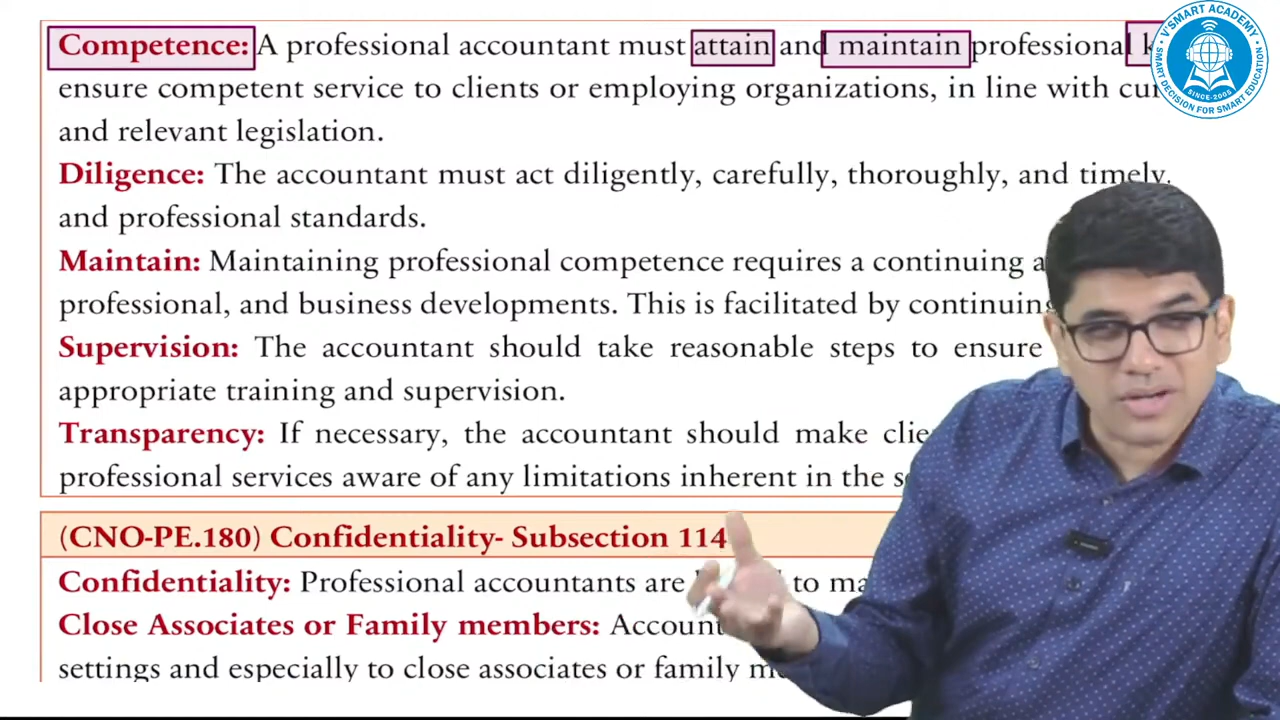 Competence: A professional accountant must attain and maintain professional
ensure competent service to clients or employing organizations, in line with
and relevant legislation.
Diligence: The accountant must act diligently, carefully, thoroughly, and timely,
and professional standards.
Maintain: Maintaining professional competence requires a continuing
professional, and business developments. This is facilitated by continuing
Supervision: The accountant should take reasonable steps to ensure
appropriate training and supervision.
Transparency: If necessary, the accountant should make
professional services aware of any limitations inherent in the
(CNO-PE.180) Confidentiality- Subsection 114
Confidentiality: Professional accountants are to
Close Associates or Family members:
settings and especially to close associates or family
V'SMART ACADEMY
SINCE-2005
SMART DECISION FOR SMART EDUCATION